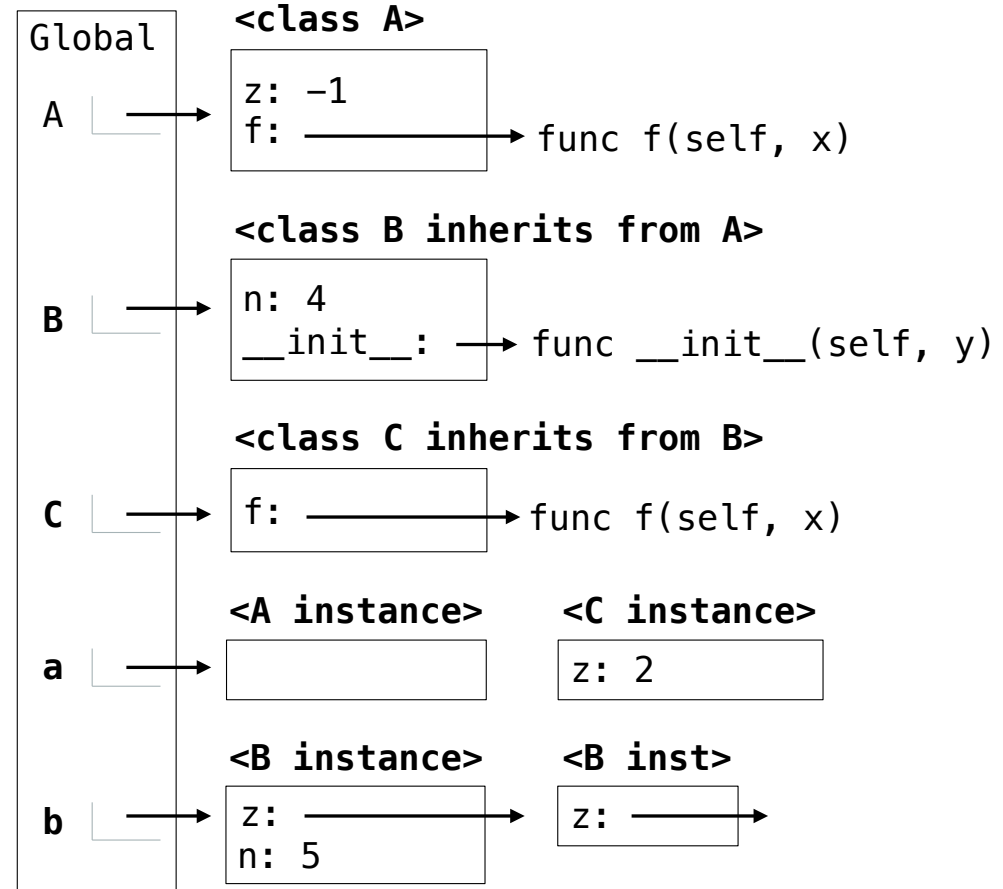 Global
<class A>
A
z: −1
f:
func f(self, x)
<class B inherits from A>
B
n: 4
__init__:
func __init__(self, y)
<class C inherits from B>
C
f:
func f(self, x)
<A instance>
<C instance>
a
z: 2
<B instance>
<B inst>
b
z:
n: 5
z: